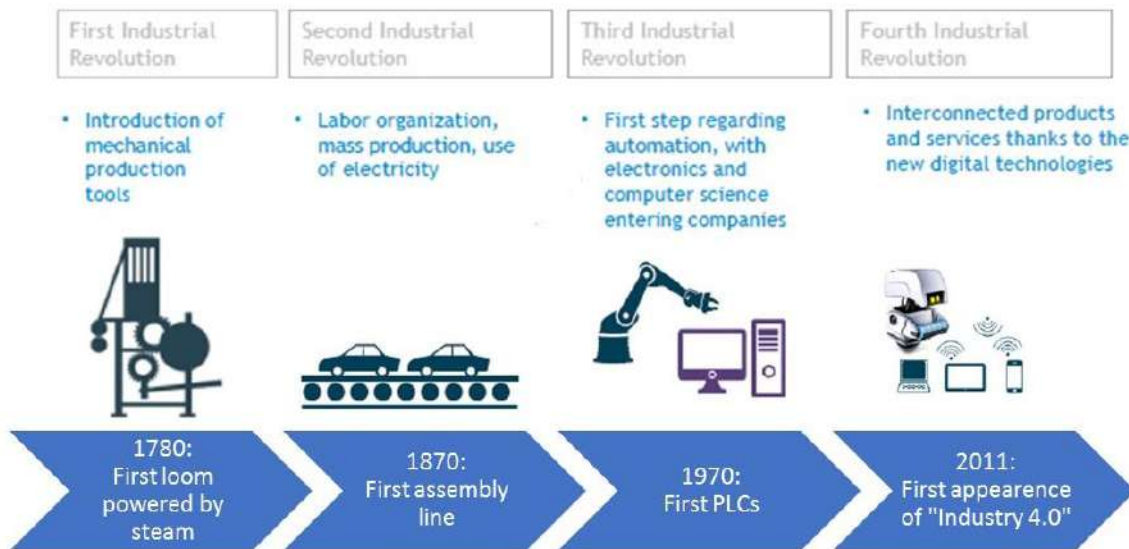 First Industrial
Revolution
Second Industrial
Revolution
Third Industrial
Revolution
Fourth Industrial
Revolution
• Introduction of
mechanical
production
tools
• Labor organization,
mass production, use
of electricity
• First step regarding
automation, with
electronics and
computer science
entering companies
• Interconnected products
and services thanks to the
new digital technologies
1780:
First loom
powered by
steam
1870:
First assembly
line
1970:
First PLCs
2011:
First appearence
of "Industry 4.0"